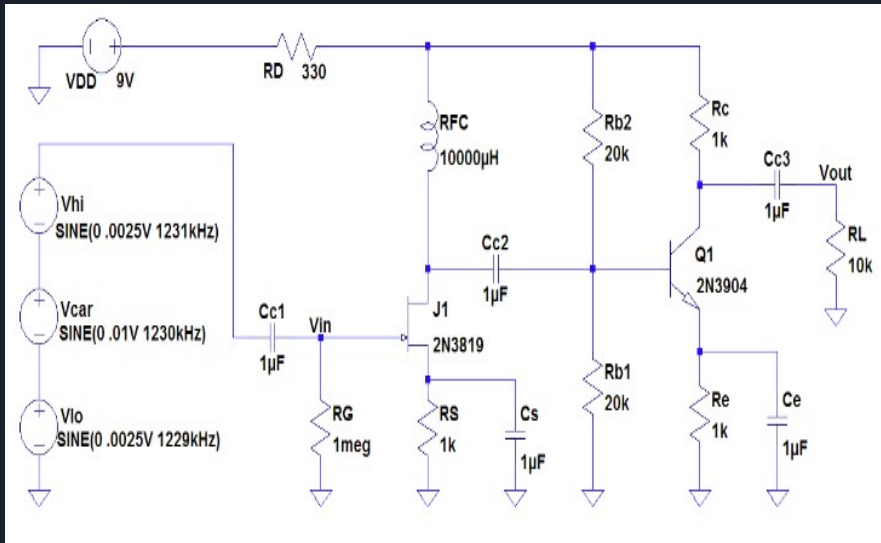 VDD 9V
RD 330
RFC
10000µH
Rb2
20k
Rc
1k
Cc3
1µF
Vout
RL
10k
Vhi
SINE(0 .0025V 1231kHz)
Vcar
SINE(0 .01V 1230kHz)
Vlo
SINE(0 .0025V 1229kHz)
Cc1
1µF
Vin
Cc2
1µF
J1
2N3819
Q1
2N3904
RG
1meg
RS
1k
Cs
1µF
Rb1
20k
Re
1k
Ce
1µF